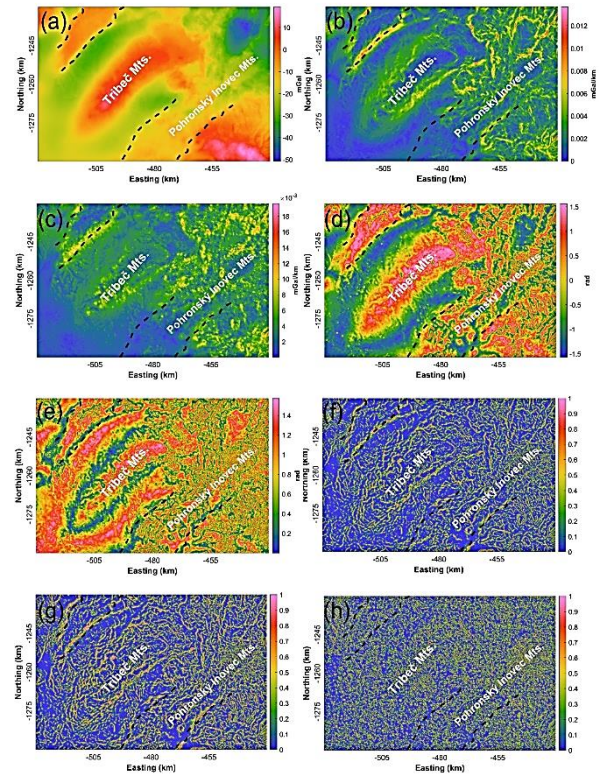 (a)
Northing (km)
-1245
-1260
-1275
-505
-480
-455
Easting (km)
Tribeč Mts.
Pohronsky Inovec Mts.
mGal
10
0
-10
-20
-30
-40
-50
(b)
Northing (km)
-1245
-1260
-1275
-505
-480
-455
Easting (km)
Tribeč Mts.
Pohronsky Inovec Mts.
mGal/km
0.012
0.01
0.008
0.006
0.004
0.002
0
(c)
Northing (km)
-1245
-1260
-1275
-505
-480
-455
Easting (km)
Tribeč Mts.
Pohronsky Inovec Mts.
mGal/km
×10⁻³
18
16
14
12
10
8
6
4
2
0
(d)
Northing (km)
-1245
-1260
-1275
-505
-480
-455
Easting (km)
Tribeč Mts.
Pohronsky Inovec Mts.
rad
1.5
1
0.5
0
-0.5
-1
-1.5
(e)
Northing (km)
-1245
-1260
-1275
-505
-480
-455
Easting (km)
Tribeč Mts.
Pohronsky Inovec Mts.
rad
1.4
1.2
1
0.8
0.6
0.4
0.2
(f)
Northing (km)
-1245
-1260
-1275
-505
-480
-455
Easting (km)
Tribeč Mts.
Pohronsky Inovec Mts.
1
0.9
0.8
0.7
0.6
0.5
0.4
0.3
0.2
0.1
0
(g)
Northing (km)
-1245
-1260
-1275
-505
-480
-455
Easting (km)
Tribeč Mts.
Pohronsky Inovec Mts.
1
0.9
0.8
0.7
0.6
0.5
0.4
0.3
0.2
0.1
0
(h)
Northing (km)
-1245
-1260
-1275
-505
-480
-455
Easting (km)
Tribeč Mts.
Pohronsky Inovec Mts.
1
0.9
0.8
0.7
0.6
0.5
0.4
0.3
0.2
0.1
0